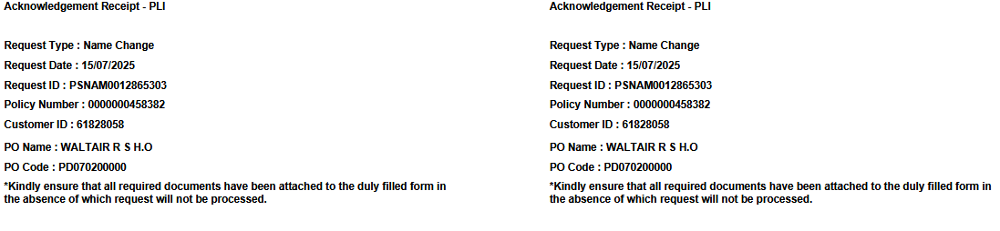 Acknowledgement Receipt - PLI
Request Type : Name Change
Request Date : 15/07/2025
Request ID : PSNAM0012865303
Policy Number : 0000000458382
Customer ID : 61828058
PO Name : WALTAIR R S H.O
PO Code : PD070200000
*Kindly ensure that all required documents have been attached to the duly filled form in
the absence of which request will not be processed.
Acknowledgement Receipt - PLI
Request Type : Name Change
Request Date : 15/07/2025
Request ID : PSNAM0012865303
Policy Number : 0000000458382
Customer ID : 61828058
PO Name : WALTAIR R S H.O
PO Code : PD070200000
*Kindly ensure that all required documents have been attached to the duly filled form in
the absence of which request will not be processed.